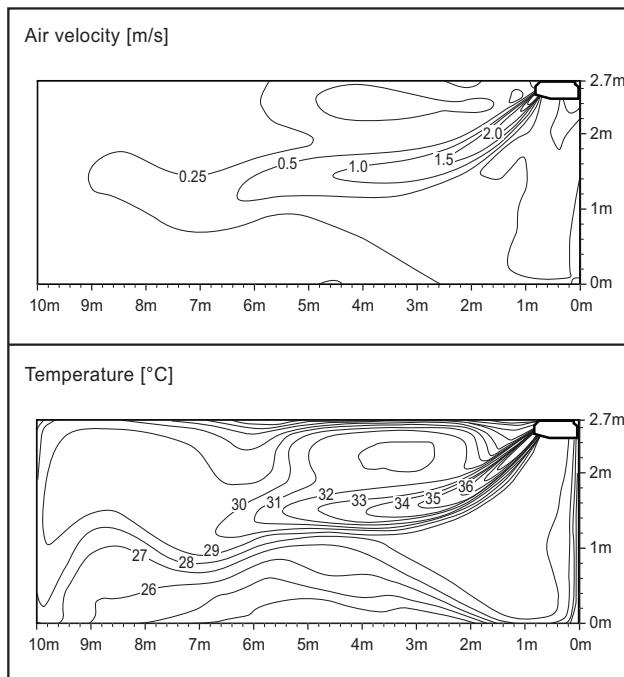 Air velocity [m/s]
2.7m
2m
1m
0m
2.0
1.5
1.0
0.5
0.25
10m 9m 8m 7m 6m 5m 4m 3m 2m 1m 0m
Temperature [°C]
2.7m
2m
1m
0m
36
35
34
33
32
31
30
29
28
27
26
10m 9m 8m 7m 6m 5m 4m 3m 2m 1m 0m